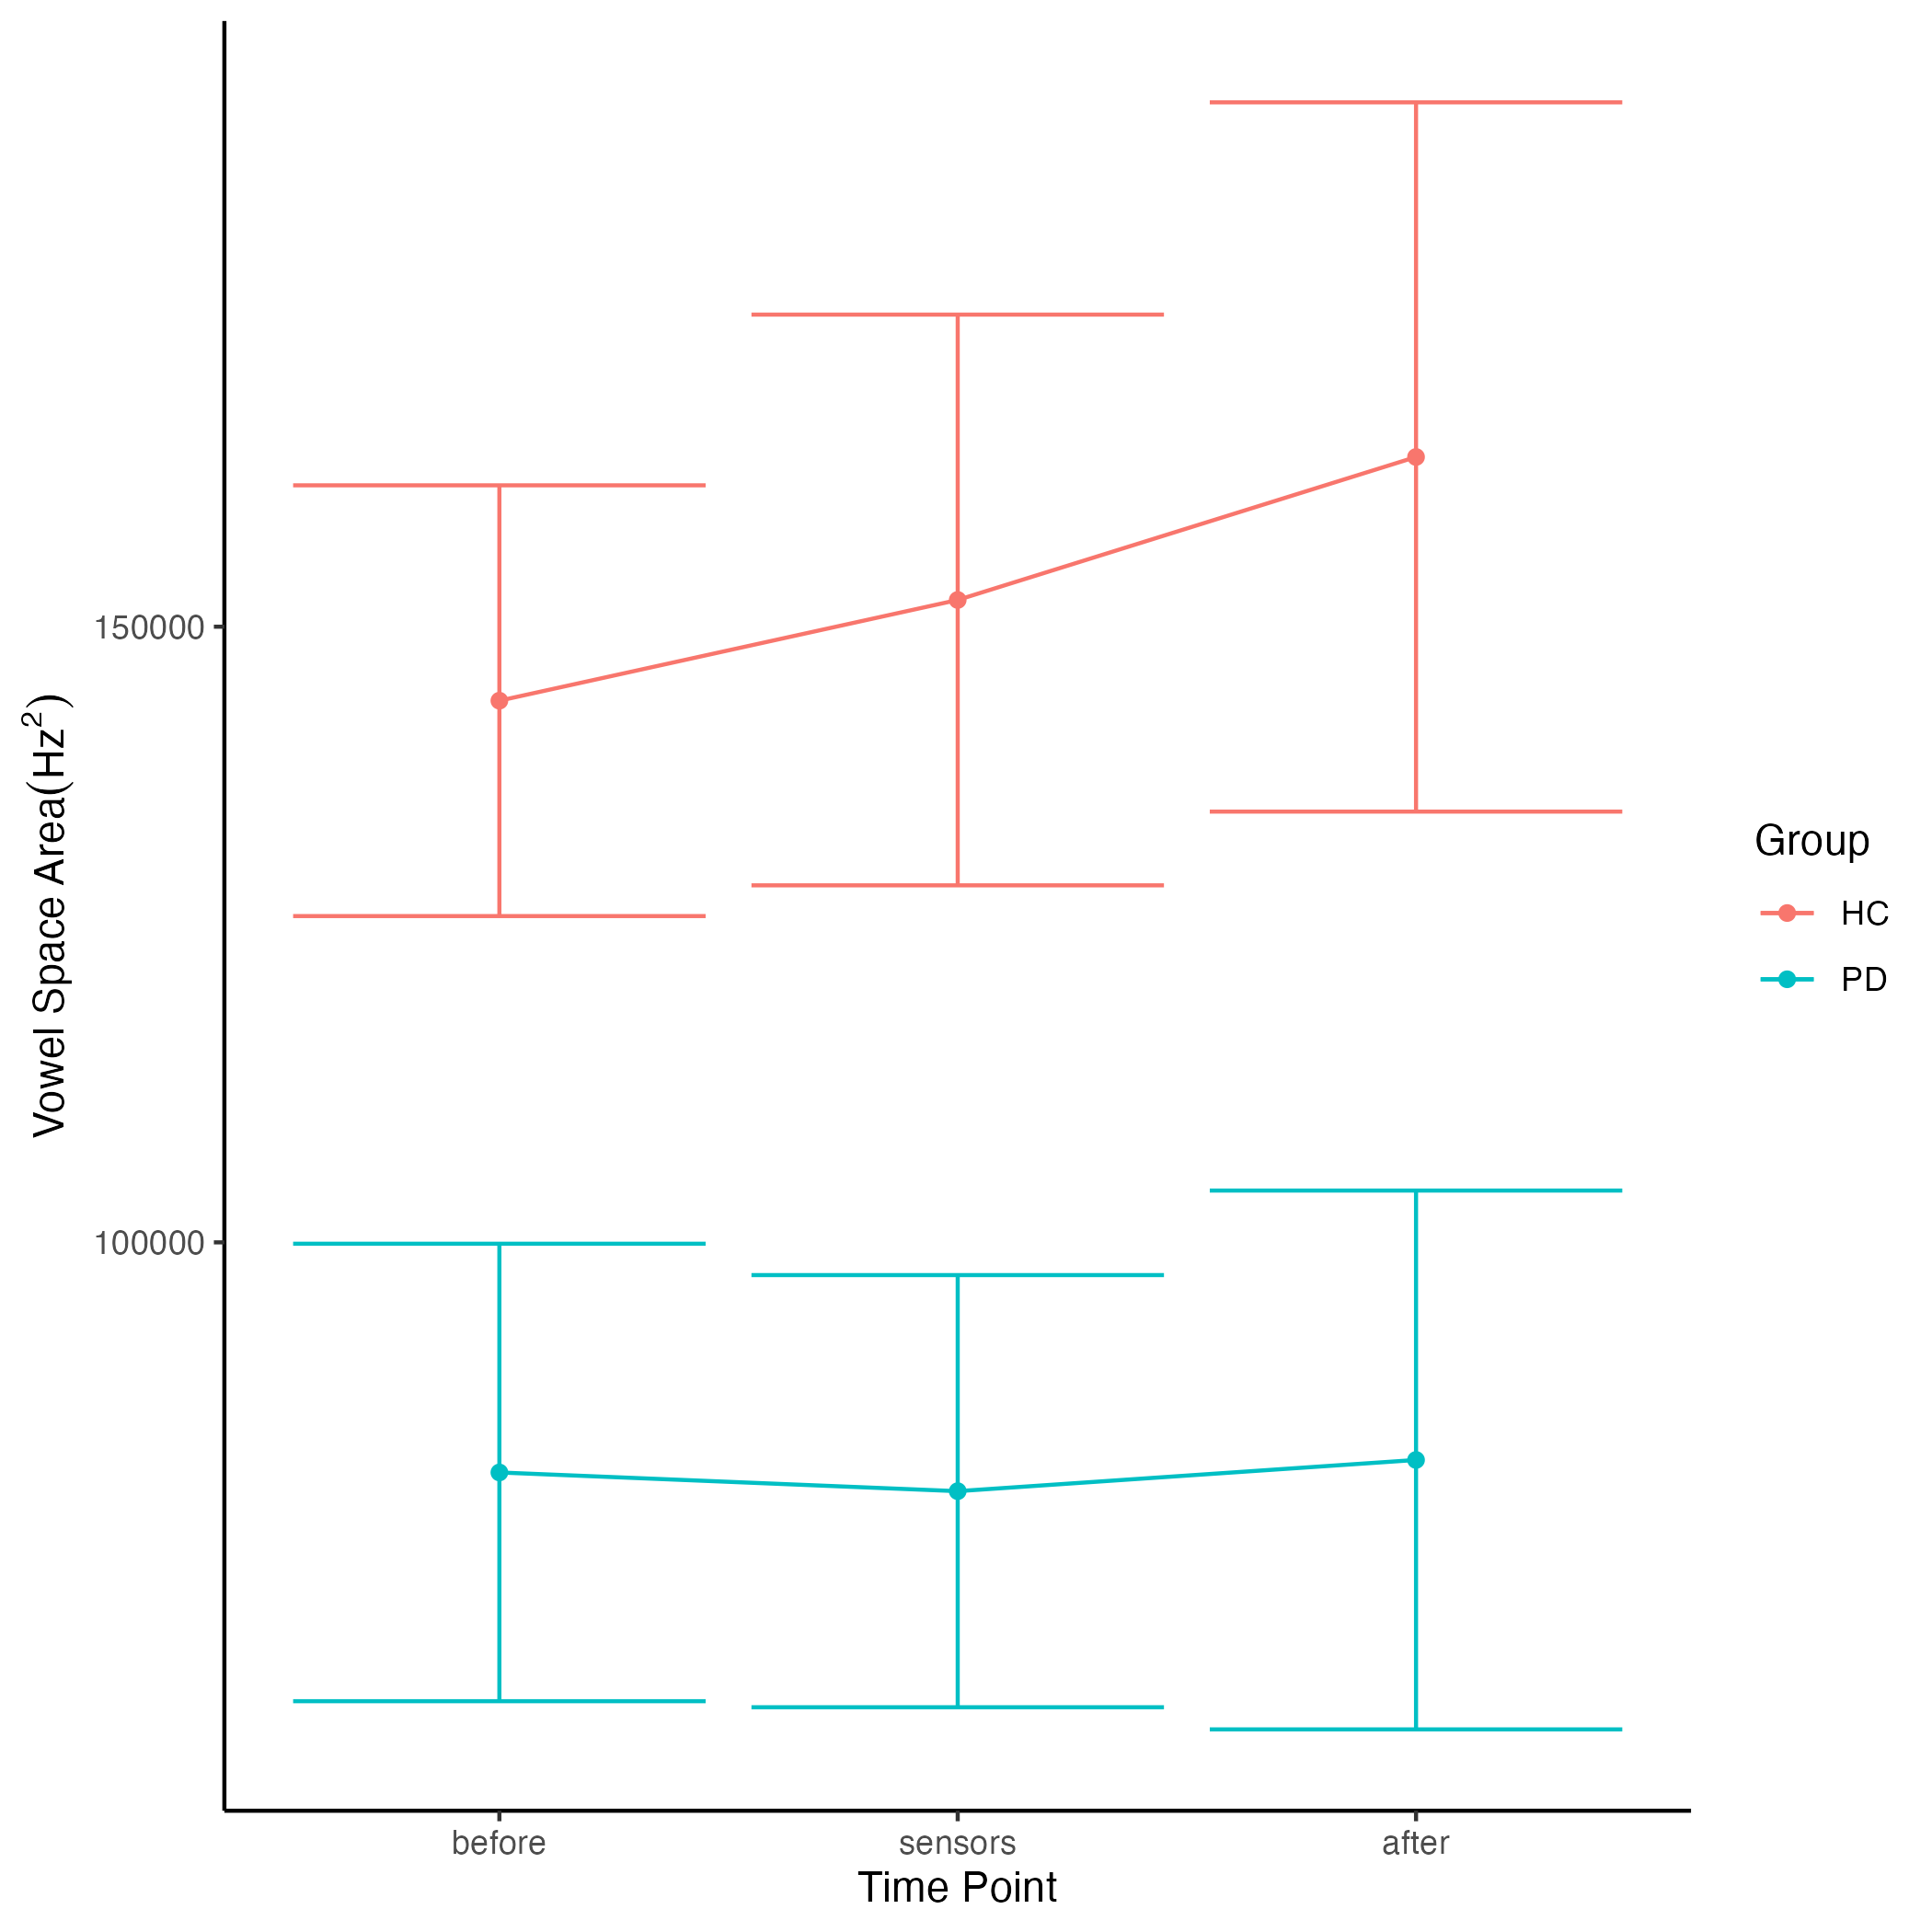 Vowel Space Area(Hz²)
150000
100000
before sensors after
Time Point
Group
HC
PD